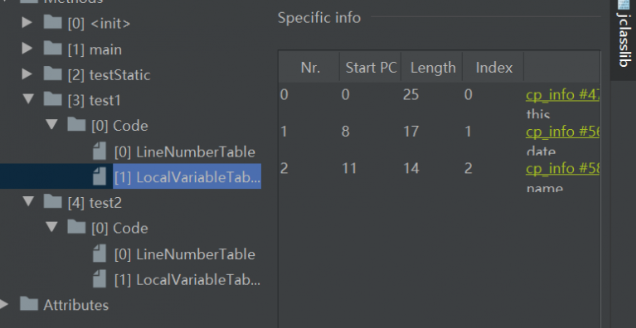 Methods
[0] <init>
[1] main
[2] testStatic
[3] test1
[0] Code
[0] LineNumberTable
[1] LocalVariableTab...
[4] test2
[0] Code
[0] LineNumberTable
[1] LocalVariableTab...
Attributes
Specific info
Nr. Start PC Length Index
0 0 25 0 cp_info #47
this
1 8 17 1 cp_info #56
date
2 11 14 2 cp_info #58
name
jclasslib